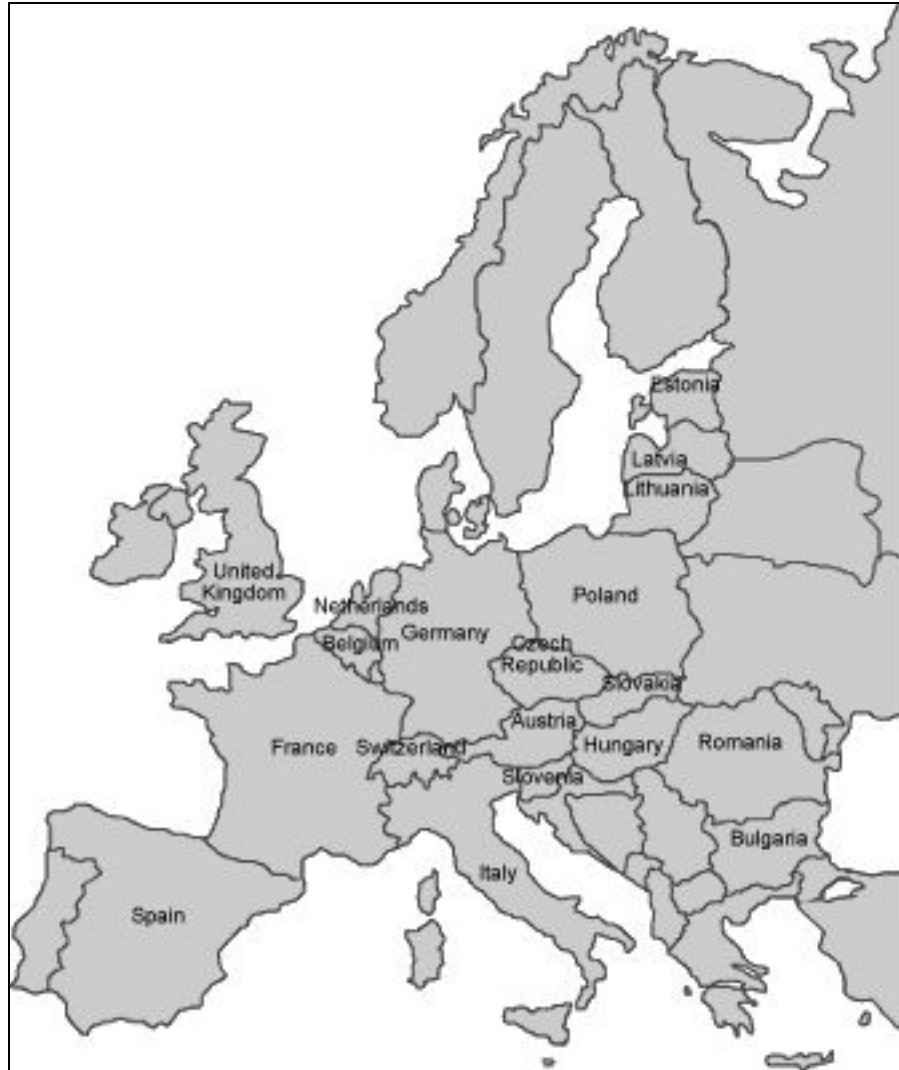 Estonia
Latvia
Lithuania
United
Kingdom
Netherlands
Poland
Belgium
Germany
Czech
Republic
Slovakia
Austria
France
Switzerland
Hungary
Romania
Slovenia
Bulgaria
Italy
Spain